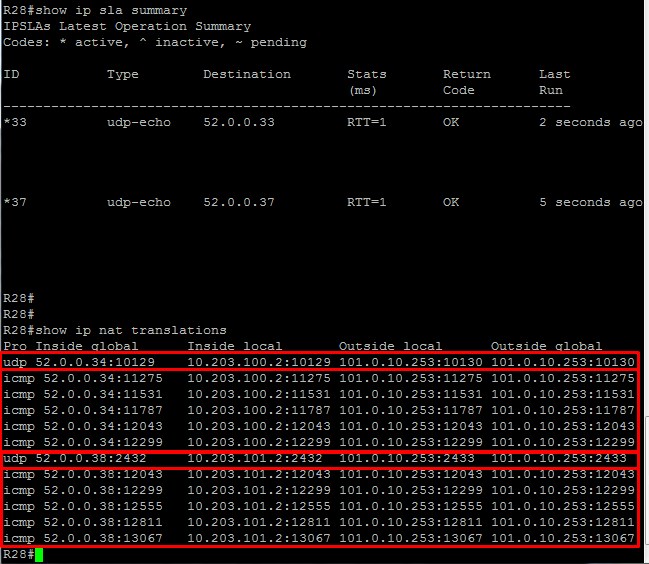 R28#show ip sla summary
IPSLAs Latest Operation Summary
Codes: * active, ^ inactive, ~ pending
ID Type Destination Stats Return Last
(ms) Code Run
-----------------------------------------------------------------------
*33 udp-echo 52.0.0.33 RTT=1 OK 2 seconds ago
*37 udp-echo 52.0.0.37 RTT=1 OK 5 seconds ago
R28#
R28#
R28#show ip nat translations
Pro Inside global Inside local Outside local Outside global
udp 52.0.0.34:10129 10.203.100.2:10129 101.0.10.253:10130 101.0.10.253:10130
icmp 52.0.0.34:11275 10.203.100.2:11275 101.0.10.253:11275 101.0.10.253:11275
icmp 52.0.0.34:11531 10.203.100.2:11531 101.0.10.253:11531 101.0.10.253:11531
icmp 52.0.0.34:11787 10.203.100.2:11787 101.0.10.253:11787 101.0.10.253:11787
icmp 52.0.0.34:12043 10.203.100.2:12043 101.0.10.253:12043 101.0.10.253:12043
icmp 52.0.0.34:12299 10.203.100.2:12299 101.0.10.253:12299 101.0.10.253:12299
udp 52.0.0.38:2432 10.203.101.2:2432 101.0.10.253:2433 101.0.10.253:2433
icmp 52.0.0.38:12043 10.203.101.2:12043 101.0.10.253:12043 101.0.10.253:12043
icmp 52.0.0.38:12299 10.203.101.2:12299 101.0.10.253:12299 101.0.10.253:12299
icmp 52.0.0.38:12555 10.203.101.2:12555 101.0.10.253:12555 101.0.10.253:12555
icmp 52.0.0.38:12811 10.203.101.2:12811 101.0.10.253:12811 101.0.10.253:12811
icmp 52.0.0.38:13067 10.203.101.2:13067 101.0.10.253:13067 101.0.10.253:13067
R28#